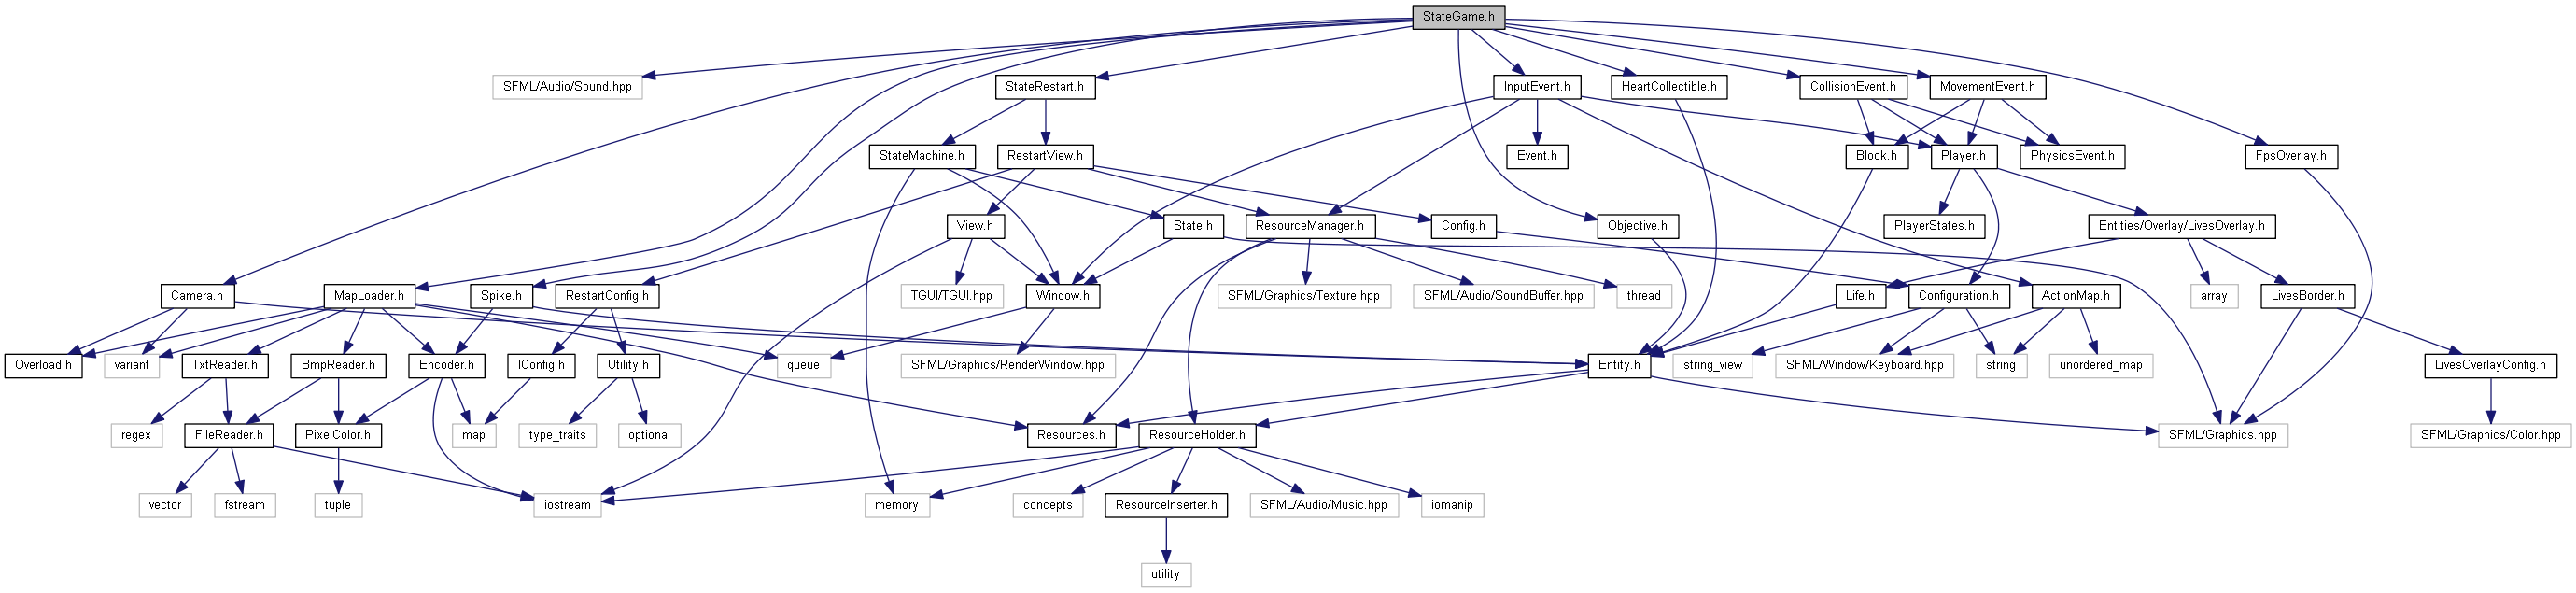 StateGame.h
SFML/Audio/Sound.hpp
StateRestart.h
InputEvent.h
HeartCollectible.h
CollisionEvent.h
MovementEvent.h
StateMachine.h
RestartView.h
Event.h
Block.h
Player.h
PhysicsEvent.h
FpsOverlay.h
View.h
State.h
ResourceManager.h
Config.h
Objective.h
PlayerStates.h
Entities/Overlay/LivesOverlay.h
Camera.h
MapLoader.h
Spike.h
RestartConfig.h
TGUI/TGUI.hpp
Window.h
SFML/Graphics/Texture.hpp
SFML/Audio/SoundBuffer.hpp
thread
Life.h
Configuration.h
ActionMap.h
array
LivesBorder.h
Overload.h
variant
TxtReader.h
BmpReader.h
Encoder.h
IConfig.h
Utility.h
queue
SFML/Graphics/RenderWindow.hpp
Entity.h
string_view
SFML/Window/Keyboard.hpp
string
unordered_map
LivesOverlayConfig.h
regex
FileReader.h
PixelColor.h
map
type_traits
optional
Resources.h
ResourceHolder.h
SFML/Graphics.hpp
SFML/Graphics/Color.hpp
vector
fstream
tuple
iostream
memory
concepts
ResourceInserter.h
SFML/Audio/Music.hpp
iomanip
utility